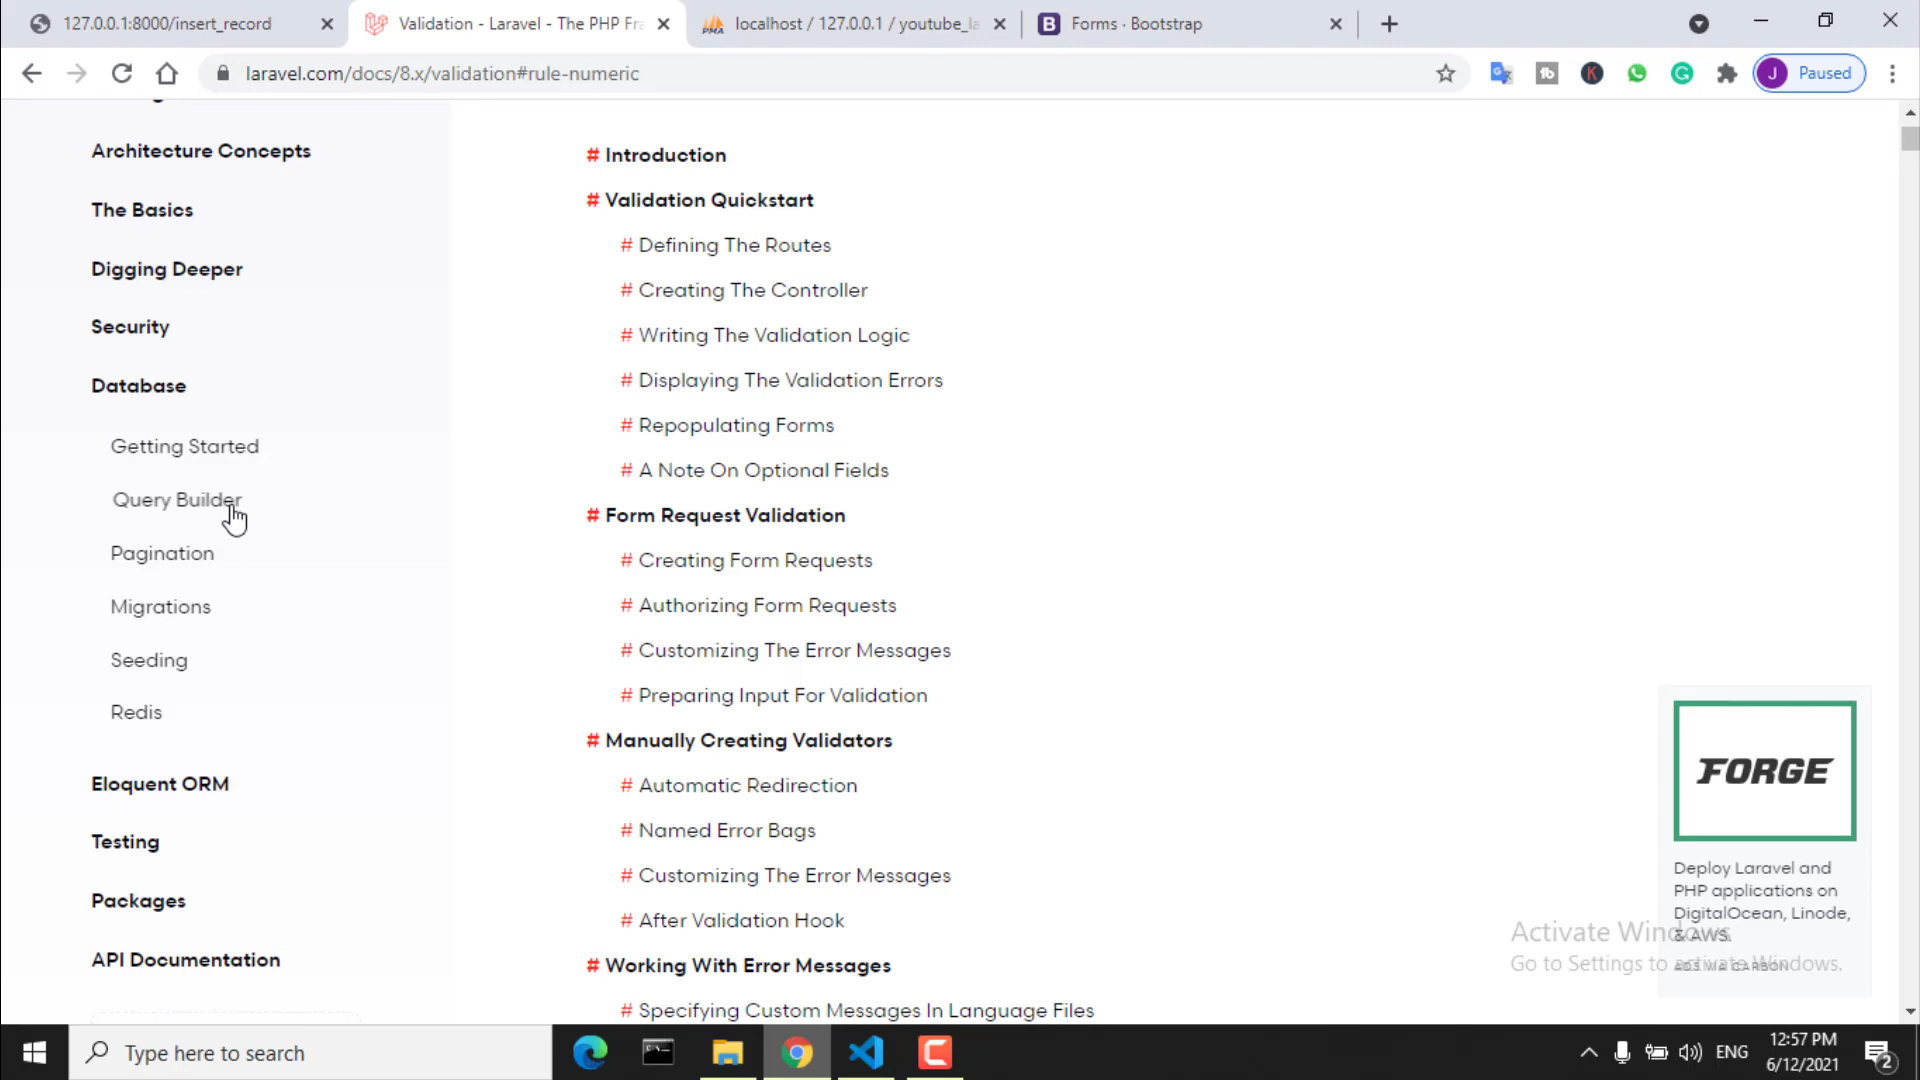 127.0.0.1:8000/insert_record
Validation - Laravel - The PHP Fra
localhost / 127.0.0.1 / youtube_la
Forms · Bootstrap
laravel.com/docs/8.x/validation#rule-numeric
J Paused
Architecture Concepts
The Basics
Digging Deeper
Security
Database
Getting Started
Query Builder
Pagination
Migrations
Seeding
Redis
Eloquent ORM
Testing
Packages
API Documentation
# Introduction
# Validation Quickstart
# Defining The Routes
# Creating The Controller
# Writing The Validation Logic
# Displaying The Validation Errors
# Repopulating Forms
# A Note On Optional Fields
# Form Request Validation
# Creating Form Requests
# Authorizing Form Requests
# Customizing The Error Messages
# Preparing Input For Validation
# Manually Creating Validators
# Automatic Redirection
# Named Error Bags
# Customizing The Error Messages
# After Validation Hook
# Working With Error Messages
# Specifying Custom Messages In Language Files
FORGE
Deploy Laravel and
PHP applications on
DigitalOcean, Linode,
& AWS.
ADS VIA CARBON
Activate Windows
Go to Settings to activate Windows.
Type here to search
ENG
12:57 PM
6/12/2021
2